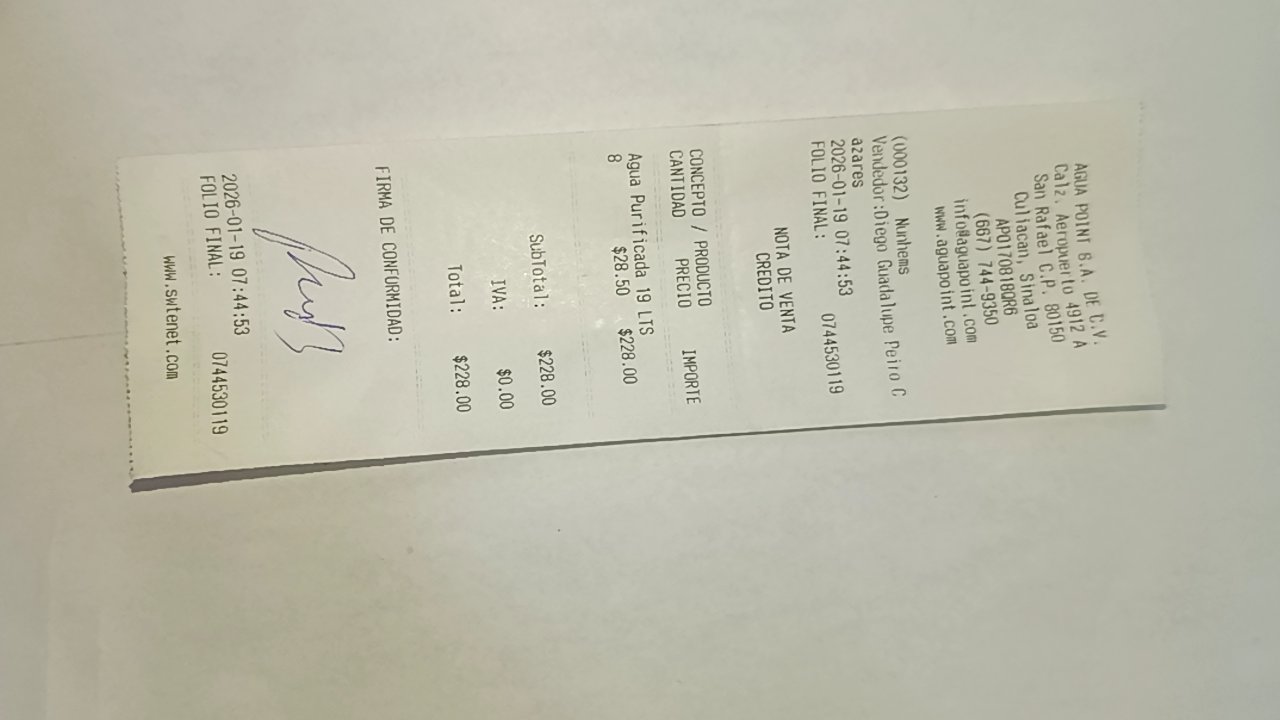 AGUA POINT S.A. DE C.V.
Calz. Aeropuerto 4912 A
San Rafael C.P. 80150
Culiacan, Sinaloa
APO170818QR6
(667) 744-9350
info@aguapoint.com
www.aguapoint.com
(000132) Nunhems
Vendedor:Diego Guadalupe Peiro C
azares
2026-01-19 07:44:53
FOLIO FINAL: 0744530119
NOTA DE VENTA
CREDITO
CONCEPTO / PRODUCTO
CANTIDAD PRECIO IMPORTE
Agua Purificada 19 LTS
8 $28.50 $228.00
SubTotal: $228.00
IVA: $0.00
Total: $228.00
FIRMA DE CONFORMIDAD:
2026-01-19 07:44:53
FOLIO FINAL: 0744530119
www.switenet.com